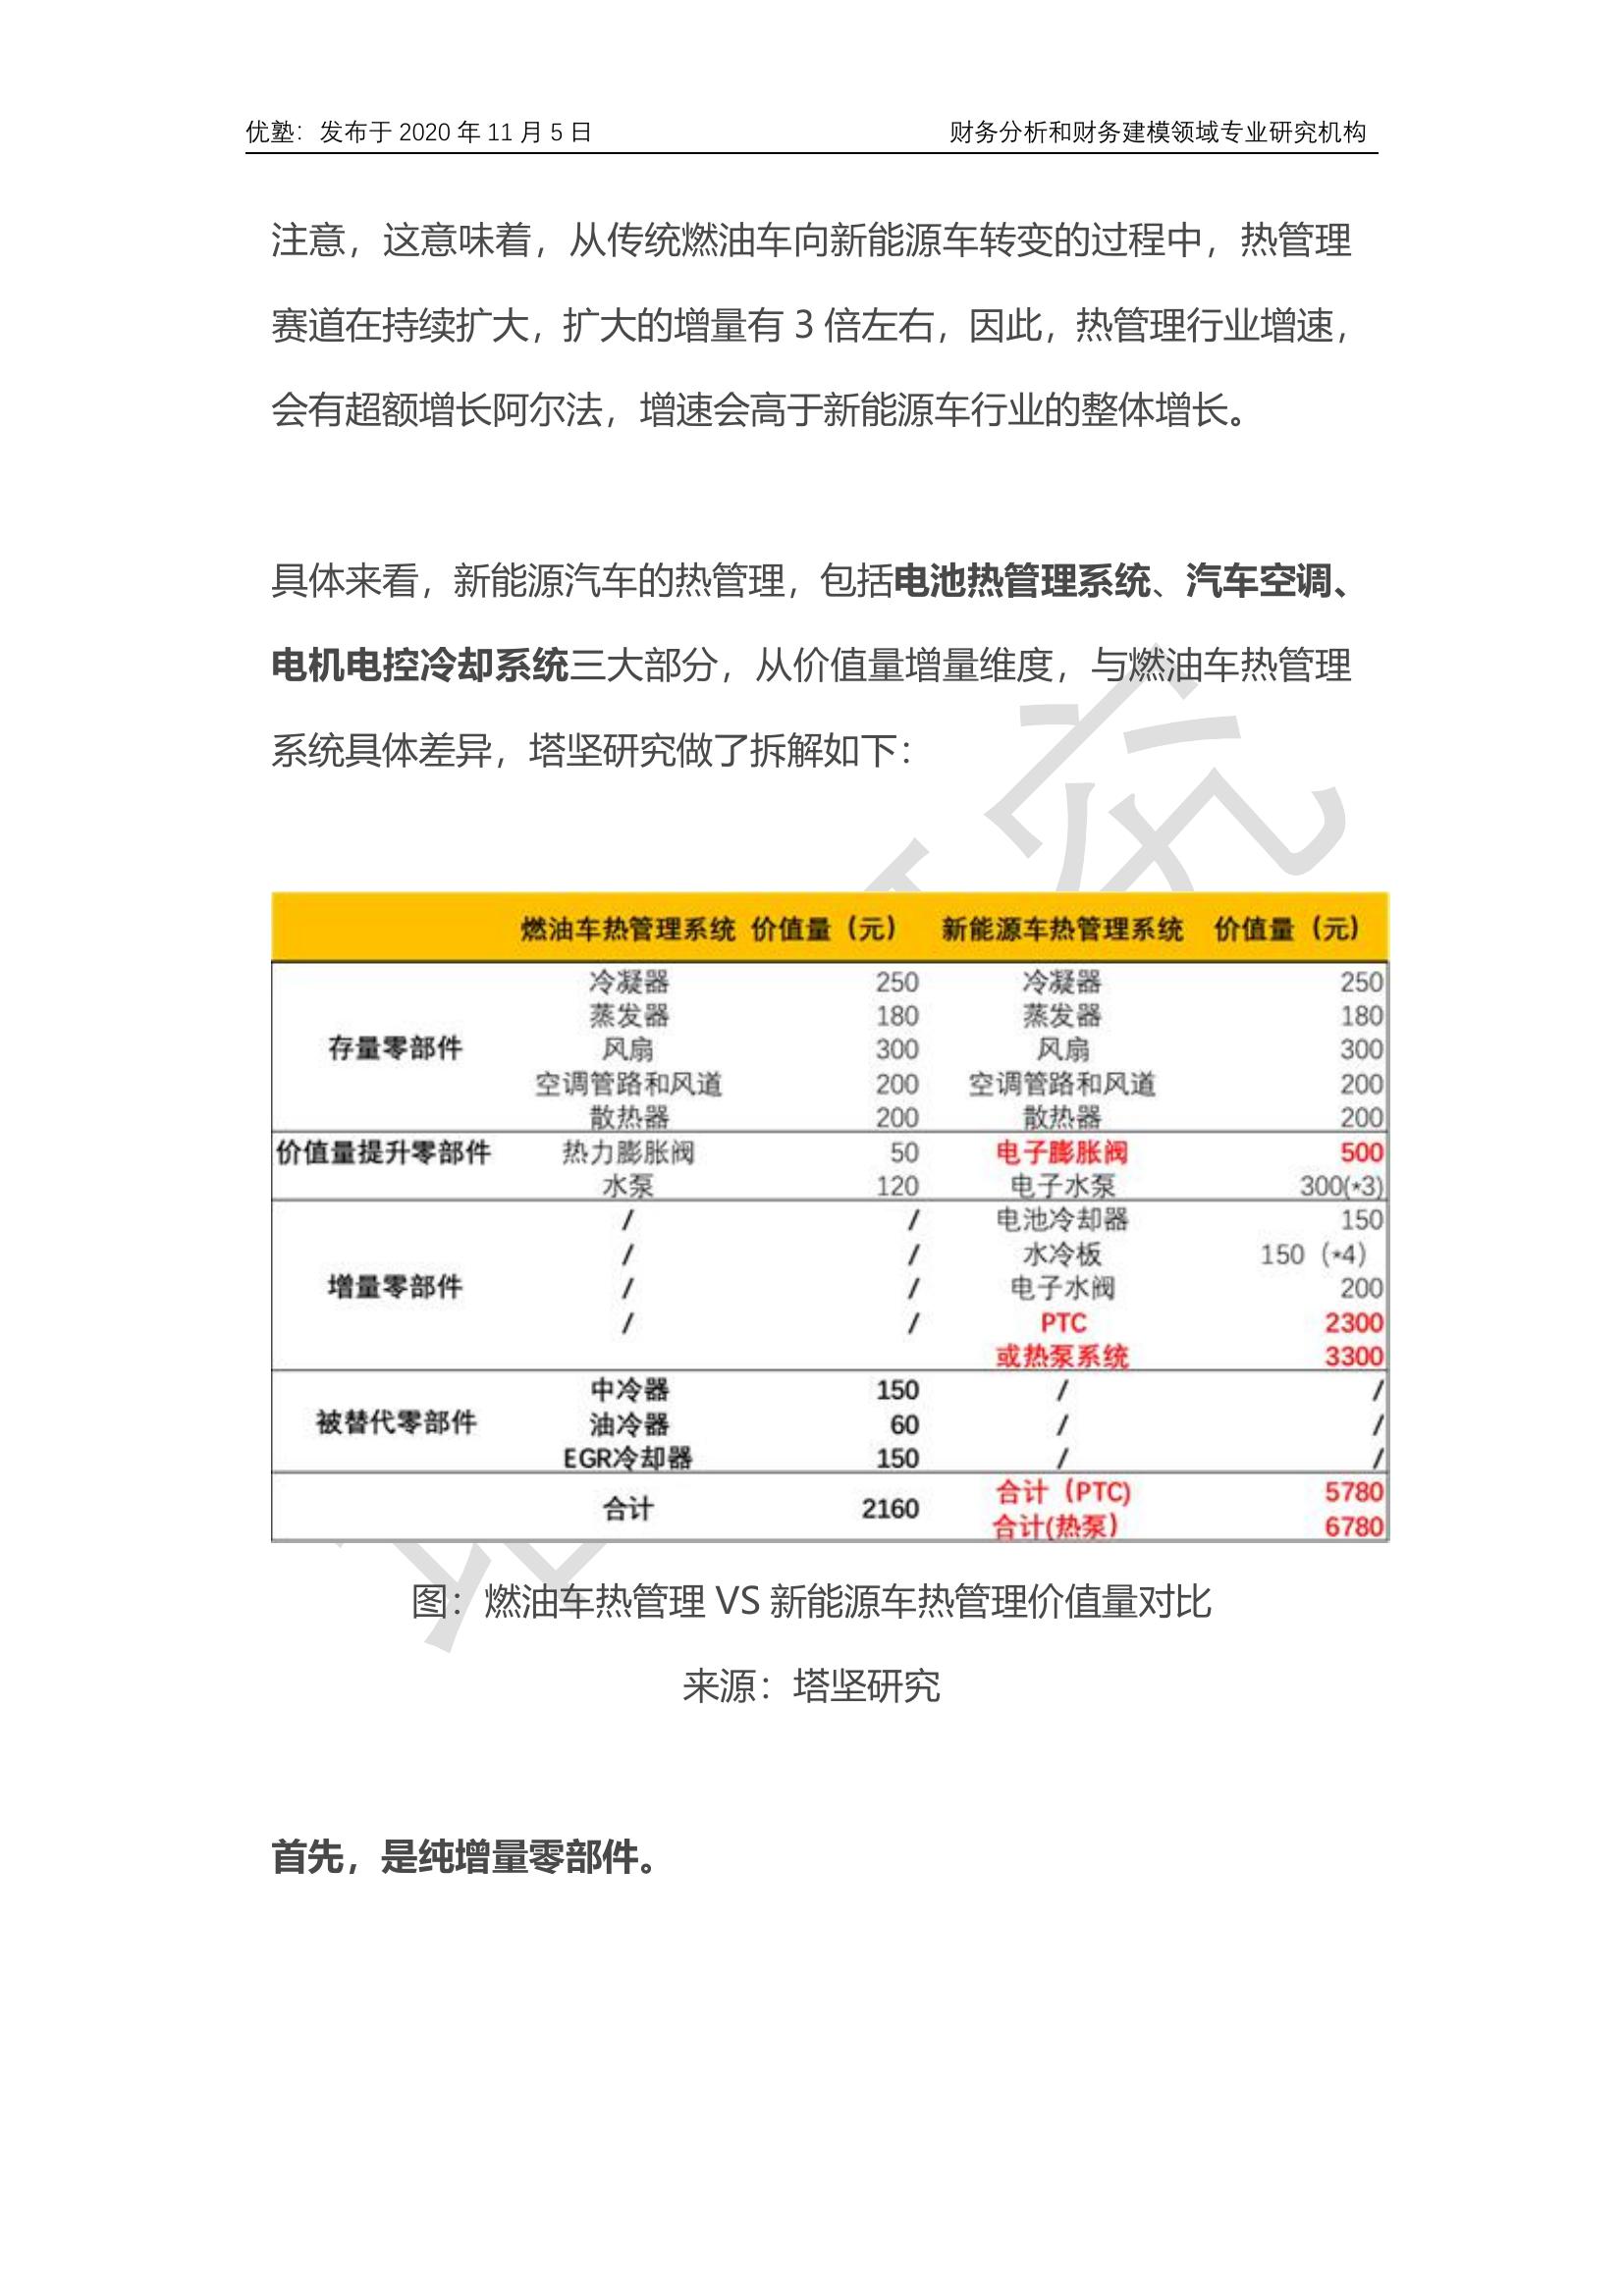 优塾：发布于 2020 年 11 月 5 日 财务分析和财务建模领域专业研究机构
注意，这意味着，从传统燃油车向新能源车转变的过程中，热管理
赛道在持续扩大，扩大的增量有 3 倍左右，因此，热管理行业增速，
会有超额增长阿尔法，增速会高于新能源车行业的整体增长。
具体来看，新能源汽车的热管理，包括电池热管理系统、汽车空调、
电机电控冷却系统三大部分，从价值量增量维度，与燃油车热管理
系统具体差异，塔坚研究做了拆解如下：
燃油车热管理系统 价值量（元） 新能源车热管理系统 价值量（元）
冷凝器 250 冷凝器 250
蒸发器 180 蒸发器 180
存量零部件 风扇 300 风扇 300
空调管路和风道 200 空调管路和风道 200
散热器 200 散热器 200
价值量提升零部件 热力膨胀阀 50 电子膨胀阀 500
水泵 120 电子水泵 300(*3)
/ / 电池冷却器 150
/ / 水冷板 150（*4）
增量零部件 / / 电子水阀 200
/ / PTC 2300
或热泵系统 3300
中冷器 150 / /
被替代零部件 油冷器 60 / /
EGR冷却器 150 / /
合计 2160 合计（PTC) 5780
合计(热泵） 6780
图：燃油车热管理 VS 新能源车热管理价值量对比
来源：塔坚研究
首先，是纯增量零部件。